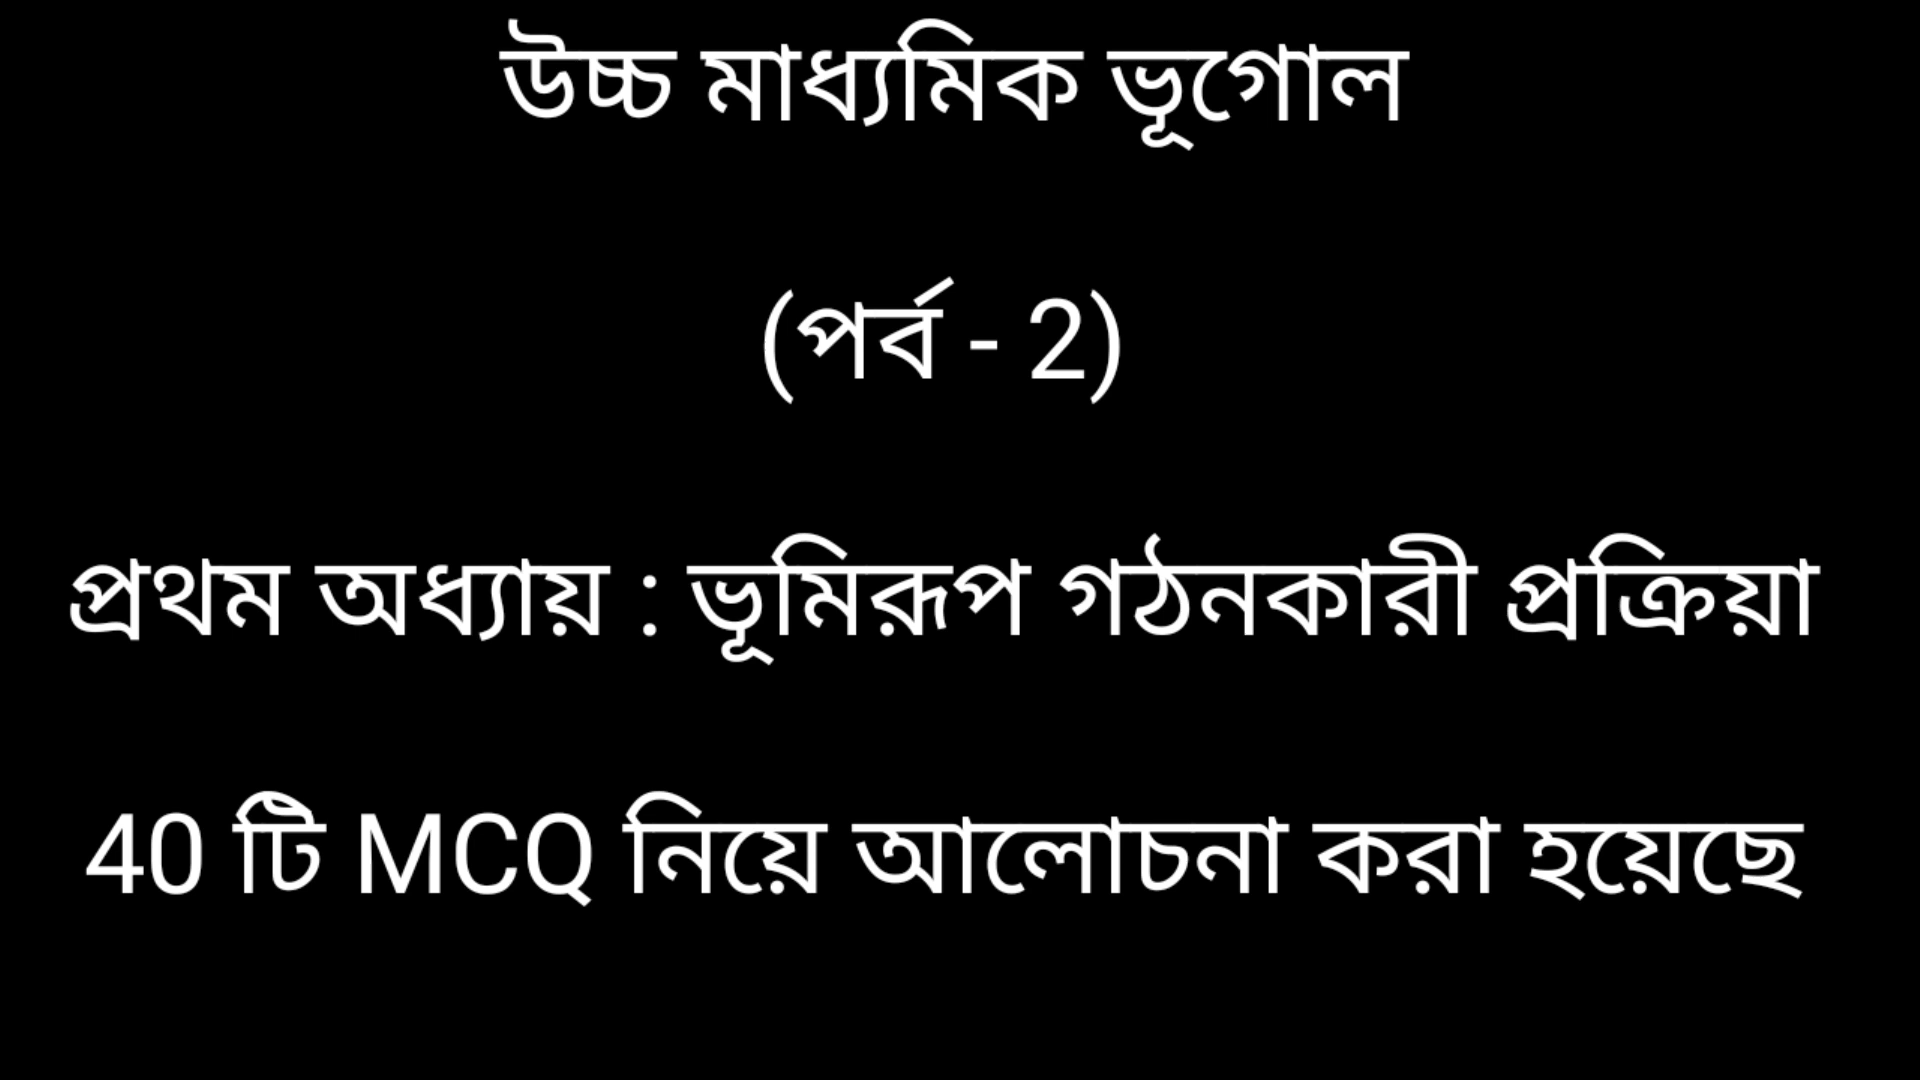 উচ্চ মাধ্যমিক ভূগোল
(পর্ব - 2)
প্রথম অধ্যায় : ভূমিরূপ গঠনকারী প্রক্রিয়া
40 টি MCQ নিয়ে আলোচনা করা হয়েছে